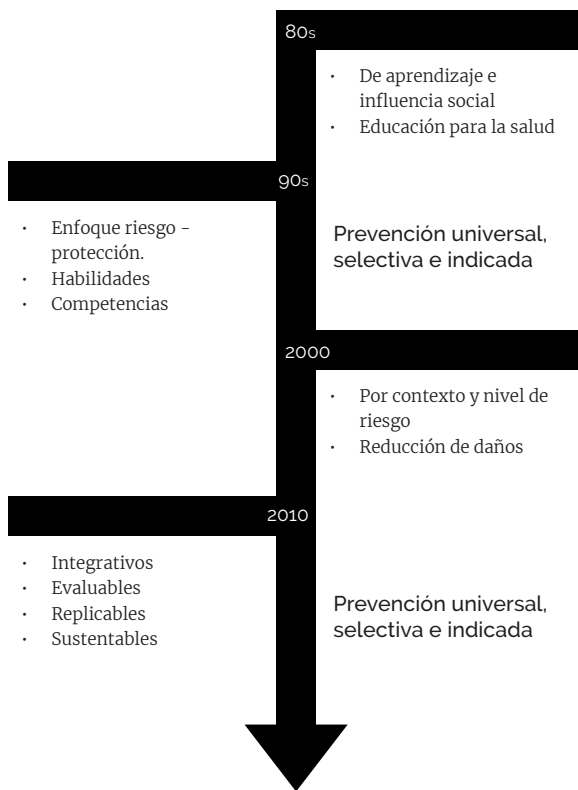 80s
· De aprendizaje e
influencia social
· Educación para la salud
90s
· Enfoque riesgo -
protección.
· Habilidades
· Competencias
Prevención universal,
selectiva e indicada
2000
· Por contexto y nivel de
riesgo
· Reducción de daños
2010
· Integrativos
· Evaluables
· Replicables
· Sustentables
Prevención universal,
selectiva e indicada